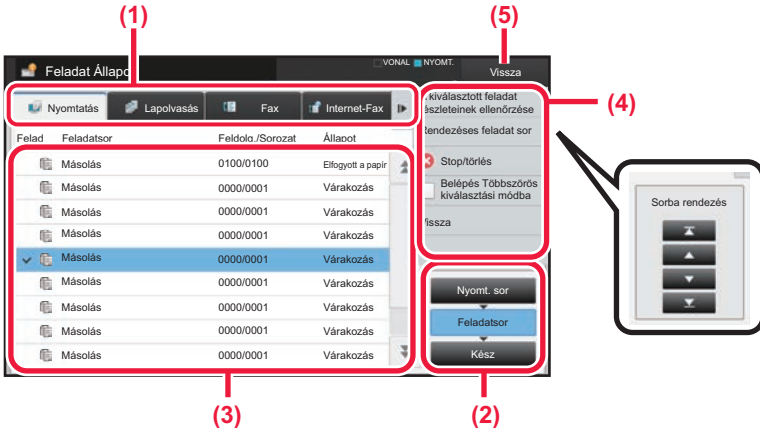 (1)
(5)
Feladat Állapo
VONAL NYOMT.
Vissza
Nyomtatás
Lapolvasás
Fax
Internet-Fax
kiválasztott feladat
észleteinek ellenőrzése
(4)
Felad Feladatsor Feldolg./Sorozat Állapot
Rendezéses feladat sor
Másolás 0100/0100 Elfogyott a papír
Stop/törlés
Másolás 0000/0001 Várakozás
Belépés Többszörös
kiválasztási módba
Másolás 0000/0001 Várakozás
Vissza
Másolás 0000/0001 Várakozás
Másolás 0000/0001 Várakozás
Másolás 0000/0001 Várakozás
Másolás 0000/0001 Várakozás
Másolás 0000/0001 Várakozás
Másolás 0000/0001 Várakozás
Nyomt. sor
Feladatsor
Kész
Sorba rendezés
(3)
(2)